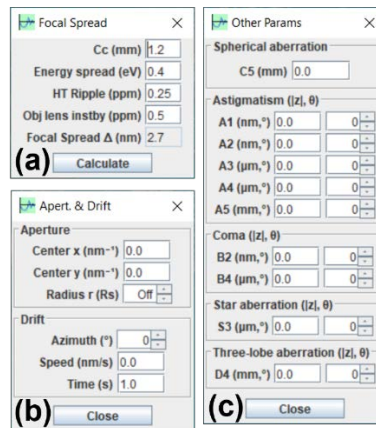 Focal Spread ×
Cc (mm) 1.2
Energy spread (eV) 0.4
HT Ripple (ppm) 0.25
Obj lens instby (ppm) 0.5
Focal Spread Δ (nm) 2.7
(a) Calculate
Apert. & Drift ×
Aperture
Center x (nm⁻¹) 0.0
Center y (nm⁻¹) 0.0
Radius r (Rs) Off
Drift
Azimuth (°) 0
Speed (nm/s) 0.0
Time (s) 1.0
(b) Close
Other Params ×
Spherical aberration
C5 (mm) 0.0
Astigmatism (|z|, θ)
A1 (nm,°) 0.0 0
A2 (nm,°) 0.0 0
A3 (µm,°) 0.0 0
A4 (µm,°) 0.0 0
A5 (mm,°) 0.0 0
Coma (|z|, θ)
B2 (nm,°) 0.0 0
B4 (µm,°) 0.0 0
Star aberration (|z|, θ)
S3 (µm,°) 0.0 0
Three-lobe aberration (|z|, θ)
D4 (mm,°) 0.0 0
(c) Close